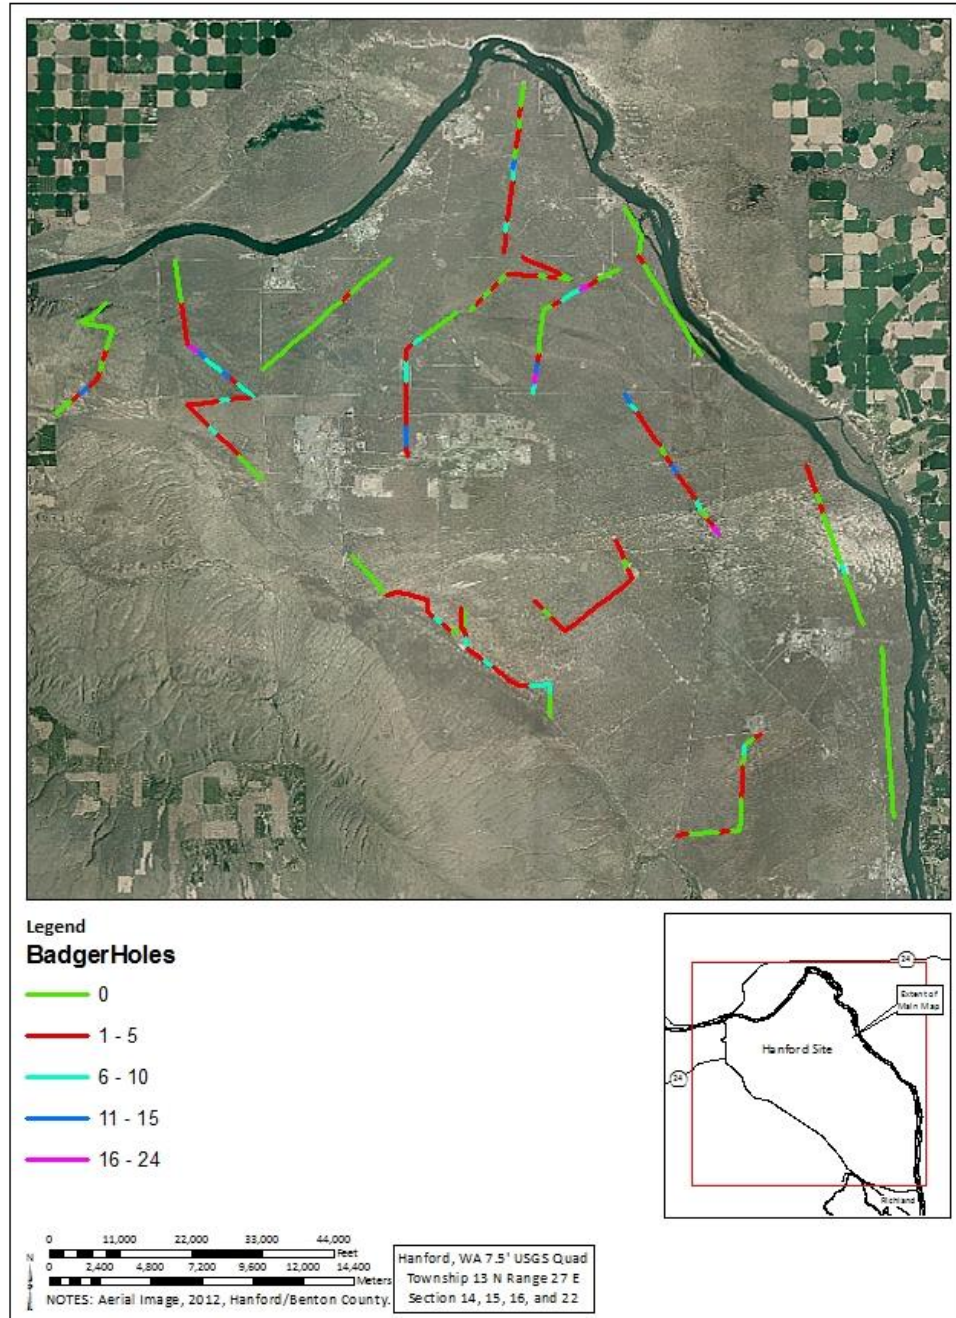 24
Extent of
Main Map
Hanford Site
24
Richland
Legend
BadgerHoles
0
1 - 5
6 - 10
11 - 15
16 - 24
0 11,000 22,000 33,000 44,000
Feet
0 2,400 4,800 7,200 9,600 12,000 14,400
Meters
N
NOTES: Aerial Image, 2012, Hanford/Benton County.
Hanford, WA 7.5' USGS Quad
Township 13 N Range 27 E
Section 14, 15, 16, and 22